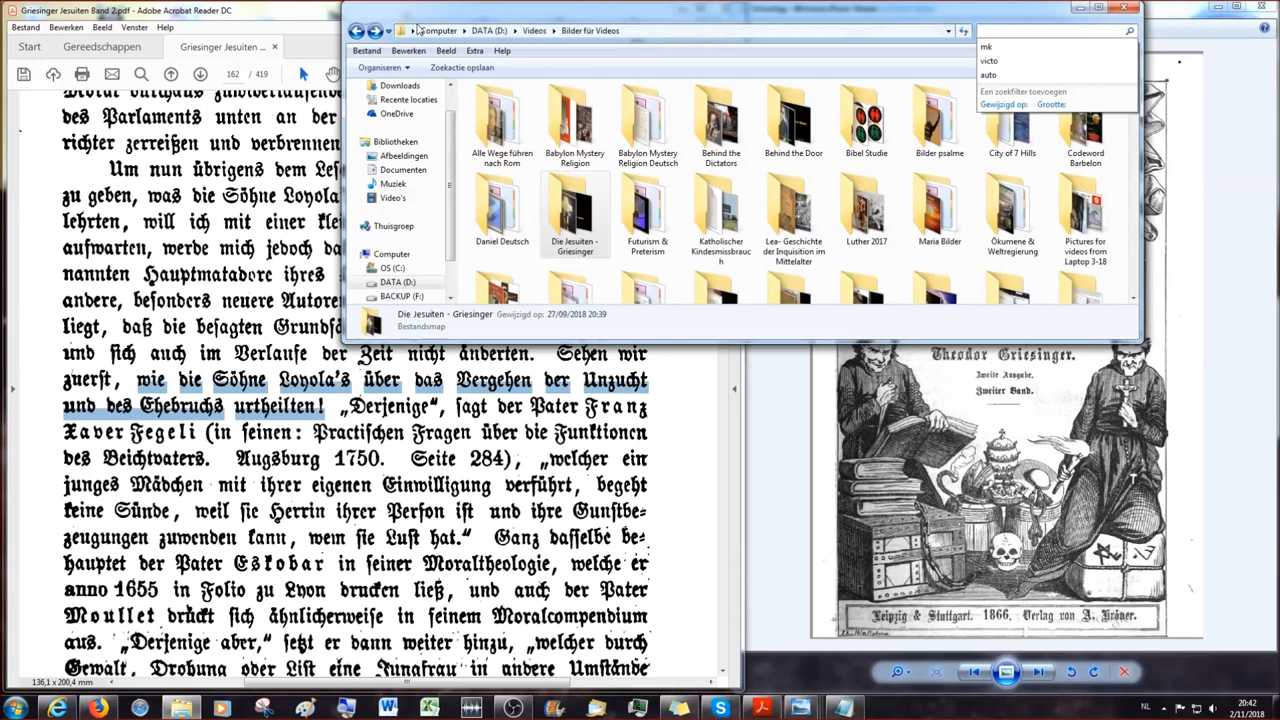 Griesinger Jesuiten Band 2.pdf - Adobe Acrobat Reader DC
Bestand Bewerken Beeld Venster Help
Start Gereedschappen Griesinger Jesuiten ... ×
162 / 419
des Parlaments unten an der
richter zerreißen und verbrennen
Um nun übrigens dem Les
zu geben, was die Söhne Loyola
lehrten, will ich mit einer kle
aufwarten, werde mich jedoch da
nannten Hauptmatadore ihres
andere, besonders neuere Autore
liegt, daß die besagten Grundsä
und sich auch im Verlaufe der Zeit nicht änderten. Sehen wir
zuerst, wie die Söhne Loyola's über das Vergehen der Unzucht
und des Ehebruchs urtheilten! „Derjenige“, sagt der Pater Franz
Xaver Fegeli (in seinen: Practischen Fragen über die Funktionen
des Beichtvaters. Augsburg 1750. Seite 284), „welcher ein
junges Mädchen mit ihrer eigenen Einwilligung verführt, begeht
keine Sünde, weil sie Herrin ihrer Person ist und ihre Gunstbe-
zeugungen zuwenden kann, wem sie Lust hat.“ Ganz dasselbe be-
hauptet der Pater Eskobar in seiner Moraltheologie, welche er
anno 1655 in Folio zu Lyon drucken ließ, und auch der Pater
Moullet drückt sich ähnlicherweise in seinem Moralcompendium
aus. „Derjenige aber,“ setzt er dann weiter hinzu, „welcher durch
Gewalt, Drohung oder List eine Jungfrau in andere Umstände
136,1 x 200,4 mm
Computer DATA (D:) Videos Bilder für Videos
Bestand Bewerken Beeld Extra Help
Organiseren Zoekactie opslaan
mk
victo
auto
Een zoekfilter toevoegen
Gewijzigd op: Grootte:
Downloads
Recente locaties
OneDrive
Bibliotheken
Afbeeldingen
Documenten
Muziek
Video's
Thuisgroep
Computer
OS (C:)
DATA (D:)
BACKUP (F:)
Alle Wege führen nach Rom
Babylon Mystery Religion
Babylon Mystery Religion Deutsch
Behind the Dictators
Behind the Door
Bibel Studie
Bilder psalme
City of 7 Hills
Codeword Barbelon
Daniel Deutsch
Die Jesuiten - Griesinger
Futurism & Preterism
Katholischer Kindesmissbrauch
Lea- Geschichte der Inquisition im Mittelalter
Luther 2017
Maria Bilder
Ökumene & Weltregierung
Pictures for videos from Laptop 3-18
Die Jesuiten - Griesinger Gewijzigd op: 27/09/2018 20:39
Bestandsmap
Theodor Griesinger.
Zweite Ausgabe.
Zweiter Band.
Leipzig & Stuttgart. 1866. Verlag von A. Kröner.
NL
20:42
2/11/2018